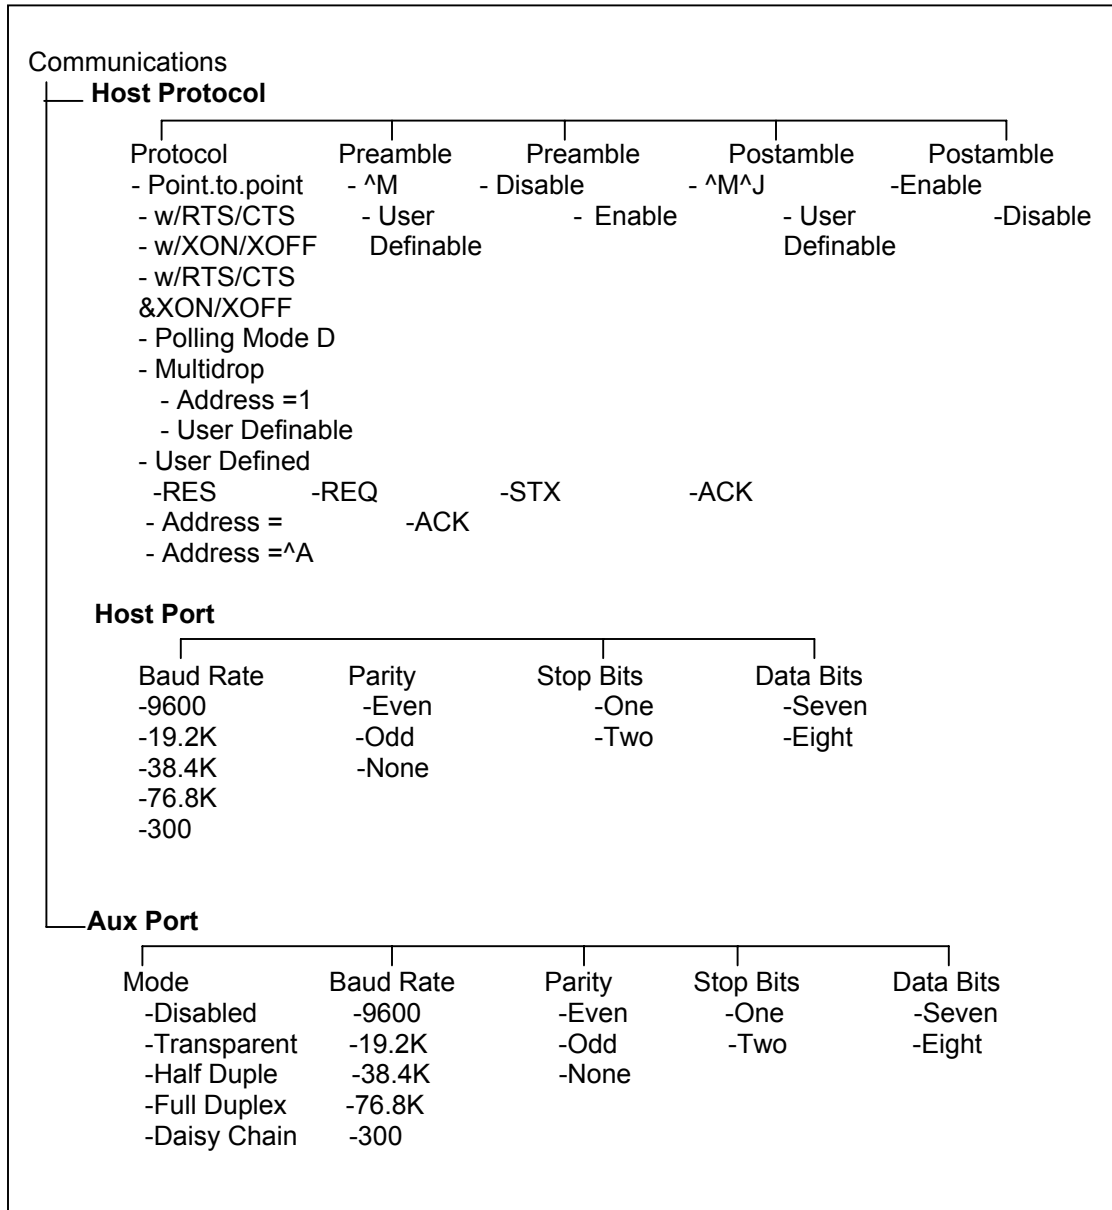 Communications
Host Protocol
Protocol Preamble Preamble Postamble Postamble
- Point.to.point - ^M - Disable - ^M^J -Enable
- w/RTS/CTS - User - Enable - User -Disable
- w/XON/XOFF Definable Definable
- w/RTS/CTS
&XON/XOFF
- Polling Mode D
- Multidrop
- Address =1
- User Definable
- User Defined
-RES -REQ -STX -ACK
- Address = -ACK
- Address =^A
Host Port
Baud Rate Parity Stop Bits Data Bits
-9600 -Even -One -Seven
-19.2K -Odd -Two -Eight
-38.4K -None
-76.8K
-300
Aux Port
Mode Baud Rate Parity Stop Bits Data Bits
-Disabled -9600 -Even -One -Seven
-Transparent -19.2K -Odd -Two -Eight
-Half Duple -38.4K -None
-Full Duplex -76.8K
-Daisy Chain -300